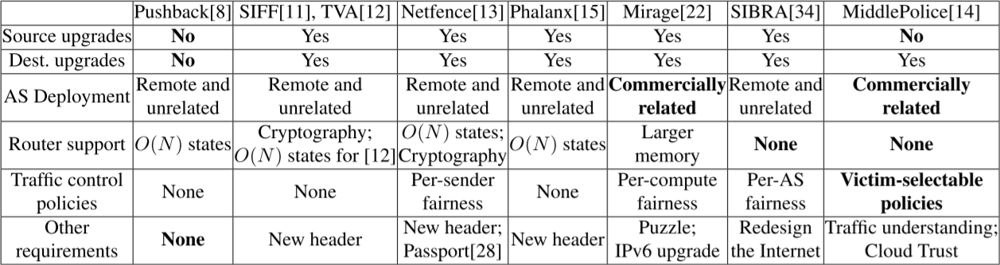 Pushback[8] SIFF[11], TVA[12] Netfence[13] Phalanx[15] Mirage[22] SIBRA[34] MiddlePolice[14]
Source upgrades No Yes Yes Yes Yes Yes No
Dest. upgrades No Yes Yes Yes Yes Yes Yes
AS Deployment Remote and unrelated Remote and unrelated Remote and unrelated Remote and unrelated Commercially related Remote and unrelated Commercially related
Router support O(N) states Cryptography; O(N) states for [12] O(N) states; Cryptography O(N) states Larger memory None None
Traffic control policies None None Per-sender fairness None Per-compute fairness Per-AS fairness Victim-selectable policies
Other requirements None New header New header; Passport[28] New header Puzzle; IPv6 upgrade Redesign the Internet Traffic understanding; Cloud Trust